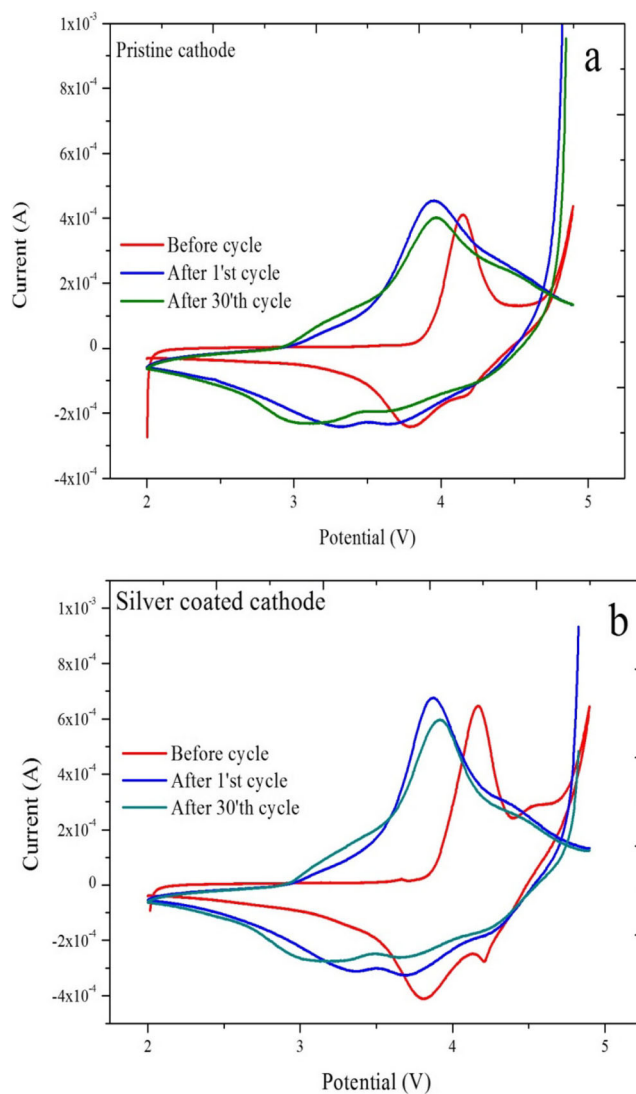 Pristine cathode
a
1x10⁻³
8x10⁻⁴
6x10⁻⁴
4x10⁻⁴
2x10⁻⁴
0
-2x10⁻⁴
-4x10⁻⁴
Current (A)
Before cycle
After 1'st cycle
After 30'th cycle
2
3
4
5
Potential (V)
Silver coated cathode
b
1x10⁻³
8x10⁻⁴
6x10⁻⁴
4x10⁻⁴
2x10⁻⁴
0
-2x10⁻⁴
-4x10⁻⁴
Current (A)
Before cycle
After 1'st cycle
After 30'th cycle
2
3
4
5
Potential (V)